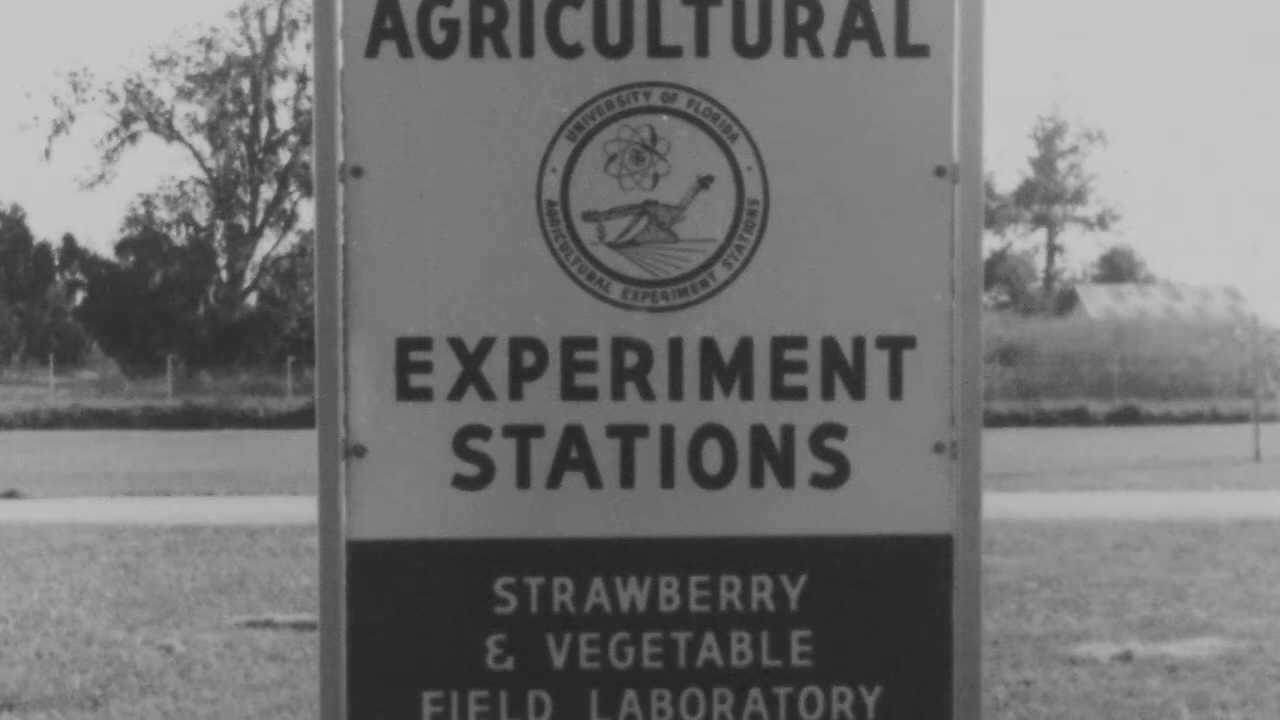 AGRICULTURAL
UNIVERSITY OF FLORIDA
AGRICULTURAL EXPERIMENT STATIONS
EXPERIMENT
STATIONS
STRAWBERRY
& VEGETABLE
FIELD LABORATORY